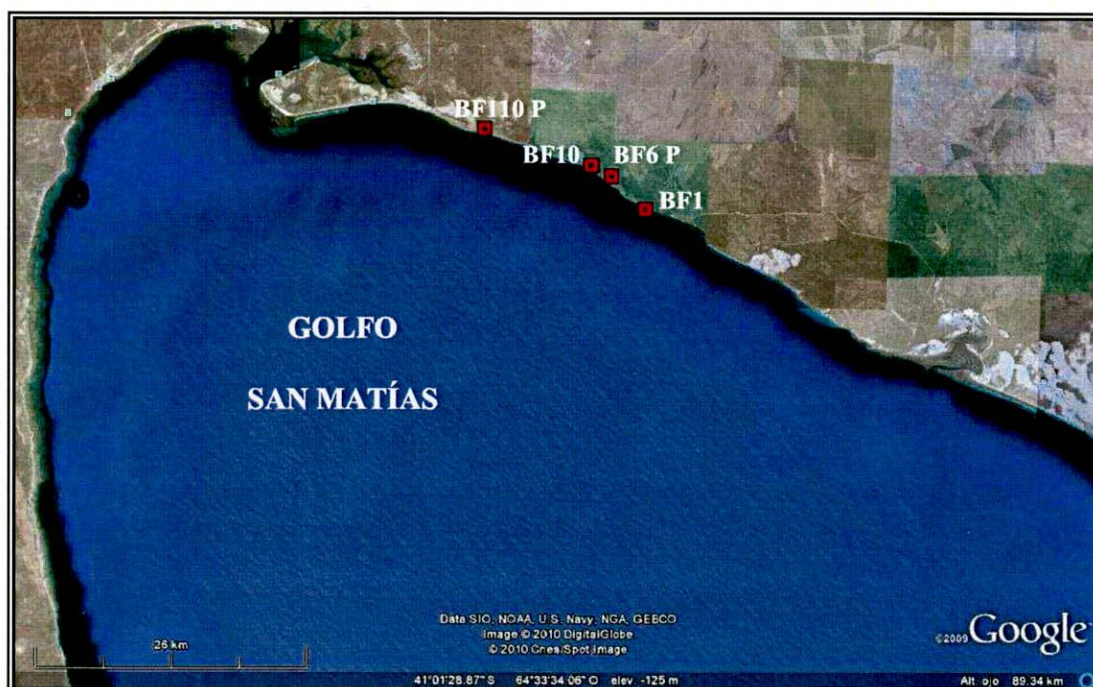 BF110 P
BF10
BF6 P
BF1
GOLFO
SAN MATÍAS
Data SIO, NOAA, U.S. Navy, NGA, GEBCO
Image © 2010 DigitalGlobe
© 2010 Cnes/Spot Image
©2009 Google
26 km
41°01'28.87" S 64°33'34.06" O elev. -125 m
Alt. ojo 89.34 km